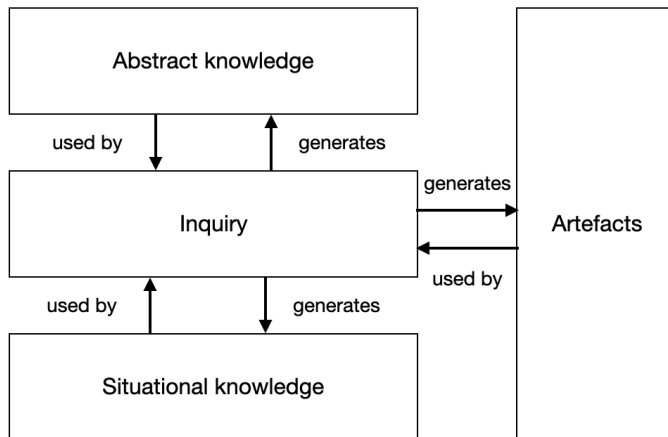 Abstract knowledge
used by
generates
Inquiry
generates
Artefacts
used by
used by
generates
Situational knowledge